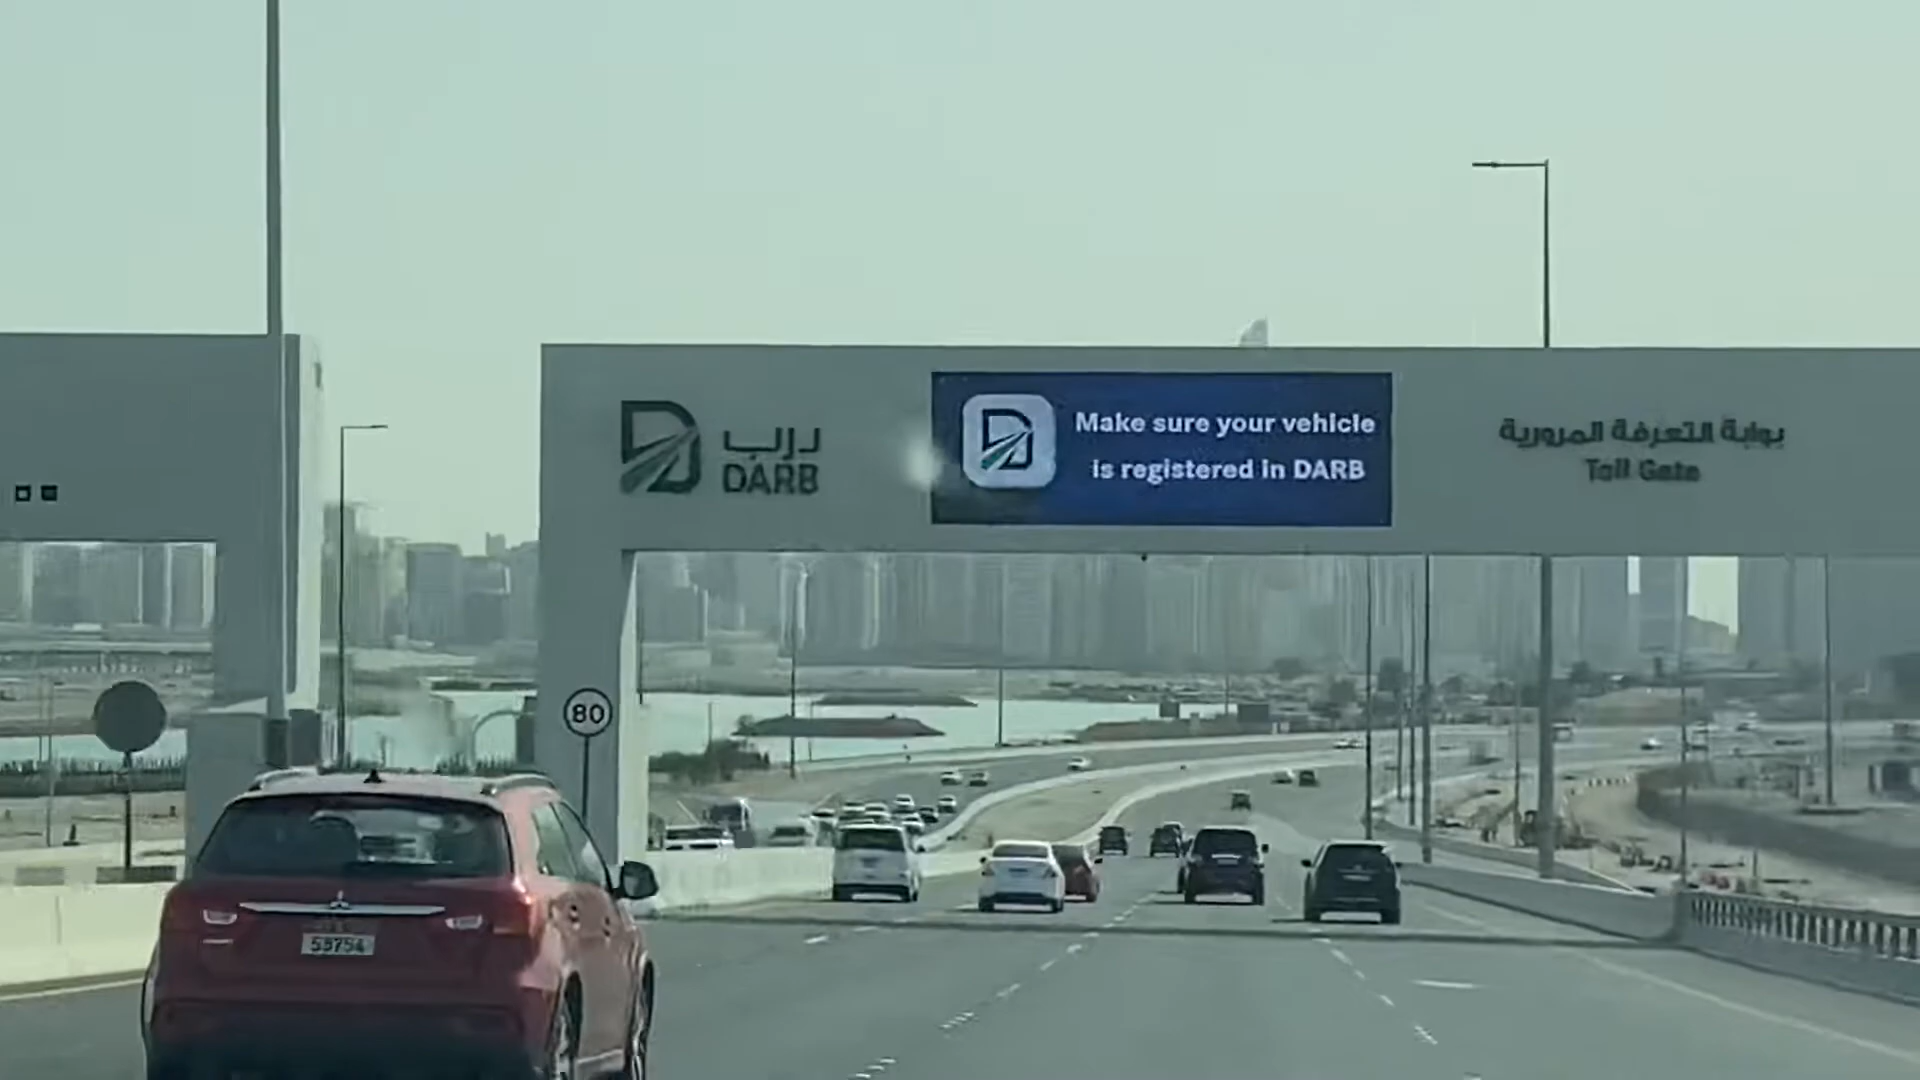 درب
DARB
Make sure your vehicle
is registered in DARB
بوابة التعرفة المرورية
Toll Gate
80
59754